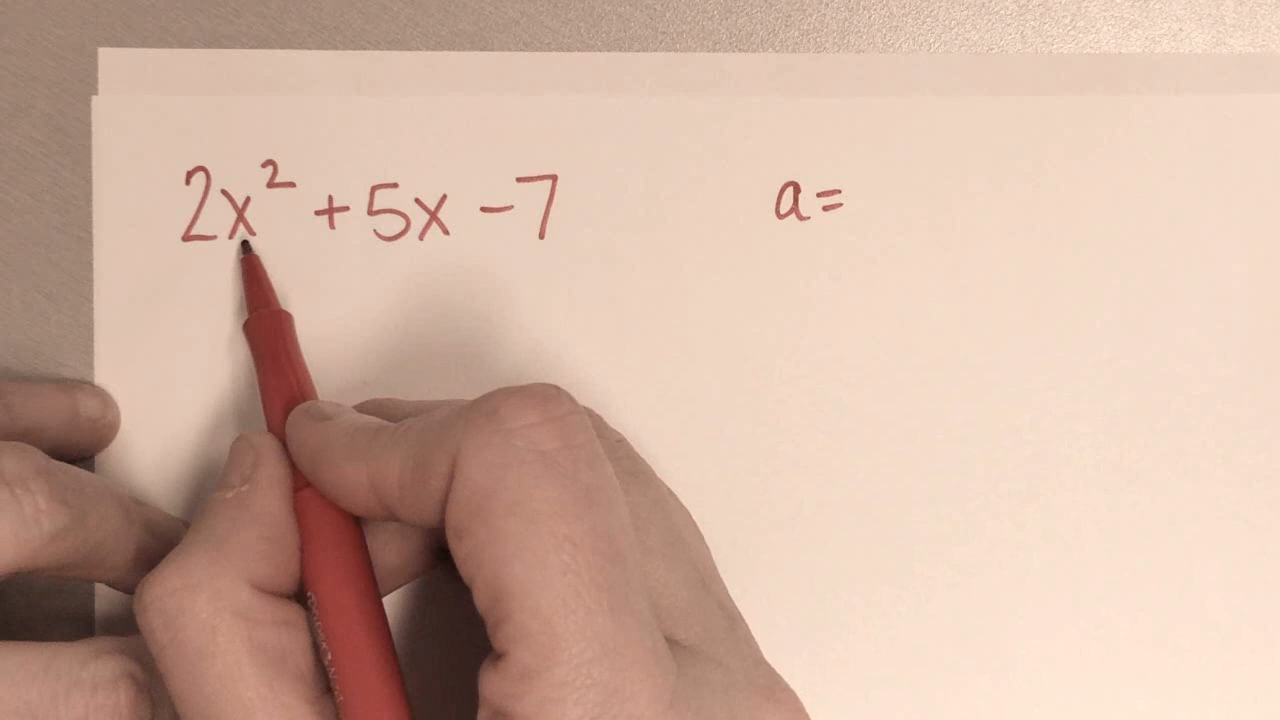 2x² + 5x - 7 a=